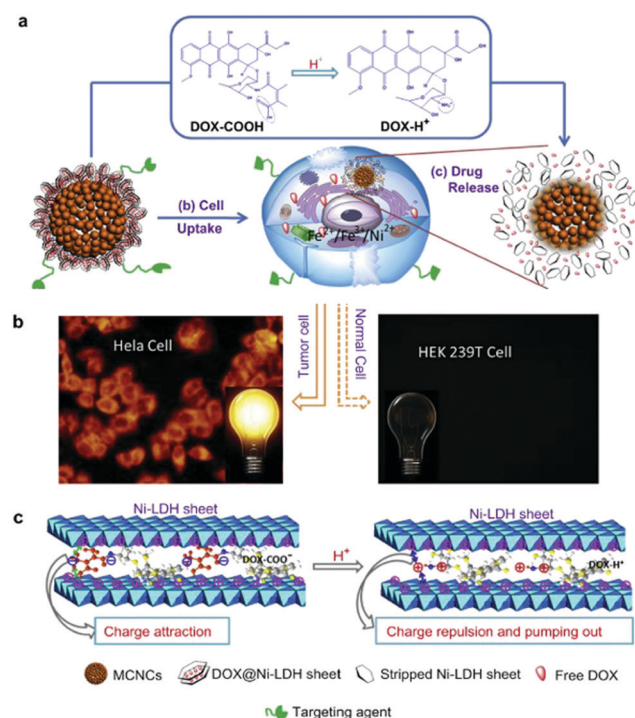 a
H⁺
DOX-COOH
DOX-H⁺
(b) Cell
Uptake
(c) Drug
Release
Fe²⁺/Fe³⁺/Ni²⁺
b
Hela Cell
Tumor cell
Normal Cell
HEK 239T Cell
c
Ni-LDH sheet
Ni-LDH sheet
DOX-COO⁻
H⁺
DOX-H⁺
Charge attraction
Charge repulsion and pumping out
MCNCs
DOX@Ni-LDH sheet
Stripped Ni-LDH sheet
Free DOX
Targeting agent